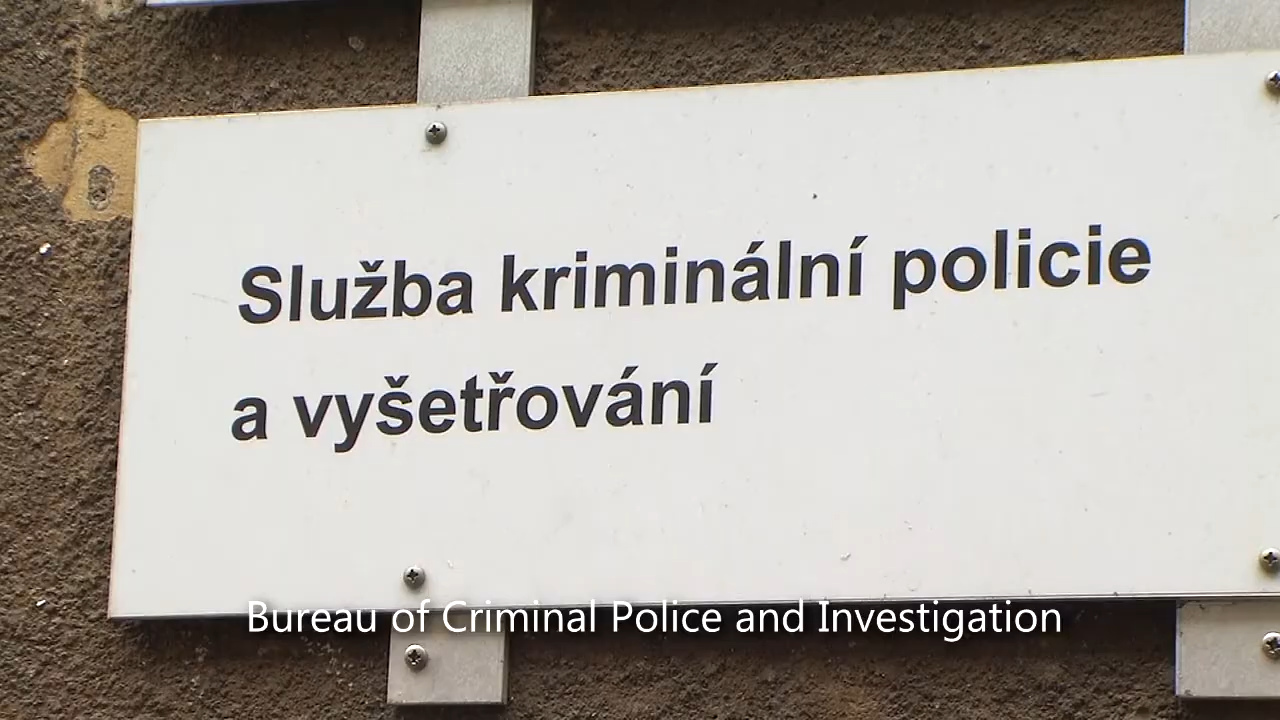 Služba kriminální policie
a vyšetřování
Bureau of Criminal Police and Investigation